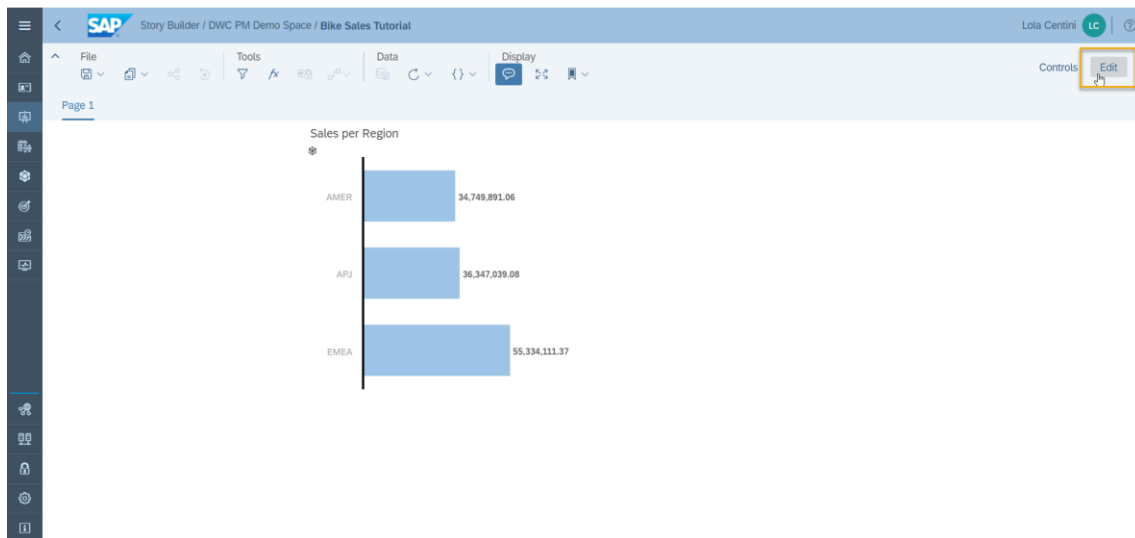 SAP Story Builder / DWC PM Demo Space / Bike Sales Tutorial Lola Centini LC
File Tools Data Display
Controls Edit
Page 1
Sales per Region
AMER 34,749,891.06
APJ 36,347,039.08
EMEA 55,334,111.37